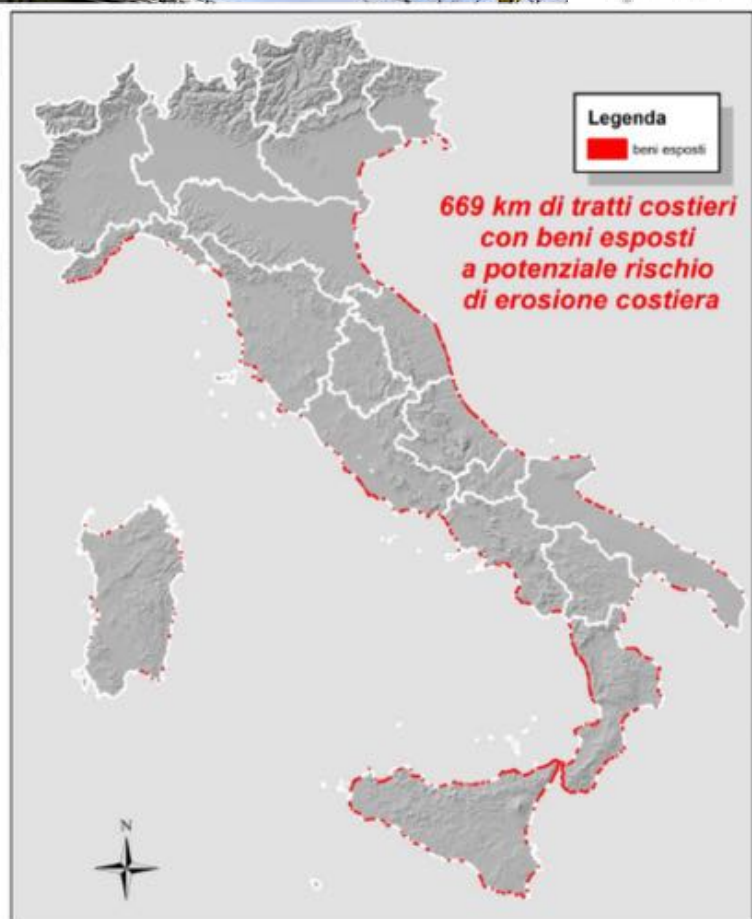 Legenda
beni esposti
669 km di tratti costieri
con beni esposti
a potenziale rischio
di erosione costiera
N